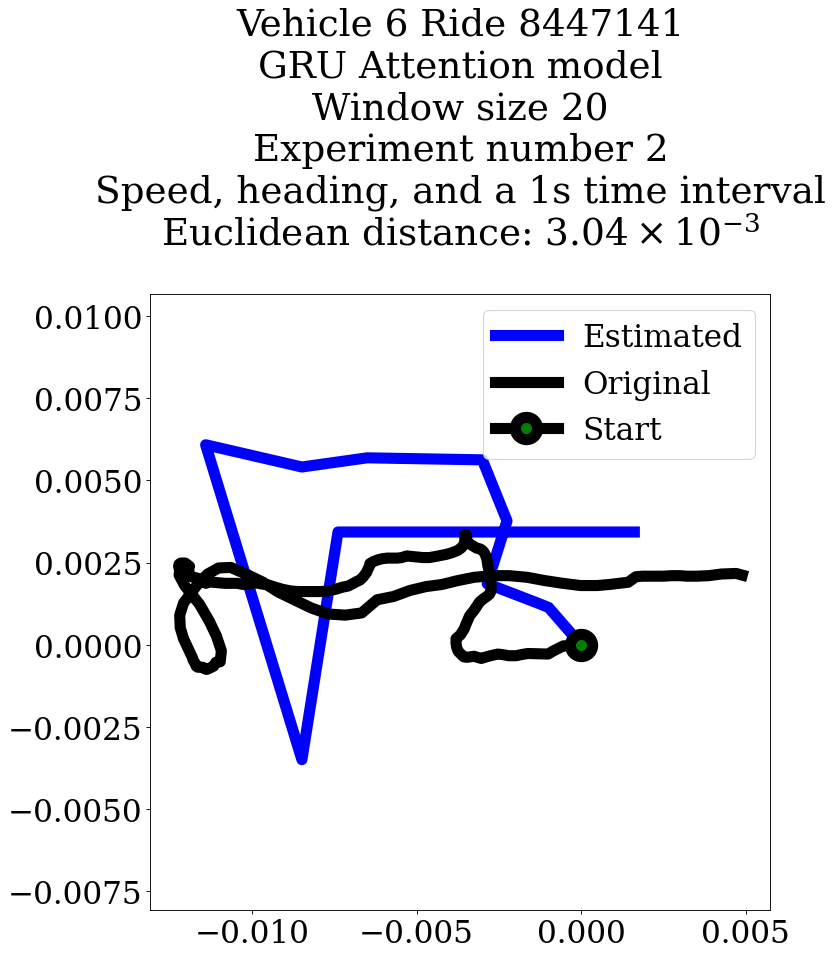 Vehicle 6 Ride 8447141
GRU Attention model
Window size 20
Experiment number 2
Speed, heading, and a 1s time interval
Euclidean distance: 3.04 × 10⁻³
Estimated
Original
Start
0.0100
0.0075
0.0050
0.0025
0.0000
−0.0025
−0.0050
−0.0075
−0.010 −0.005 0.000 0.005